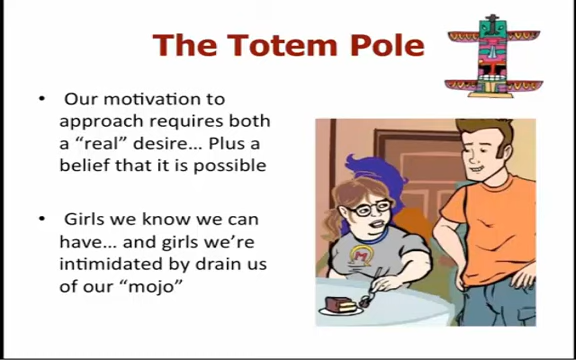 The Totem Pole
• Our motivation to
approach requires both
a “real” desire… Plus a
belief that it is possible
• Girls we know we can
have… and girls we’re
intimidated by drain us
of our “mojo”